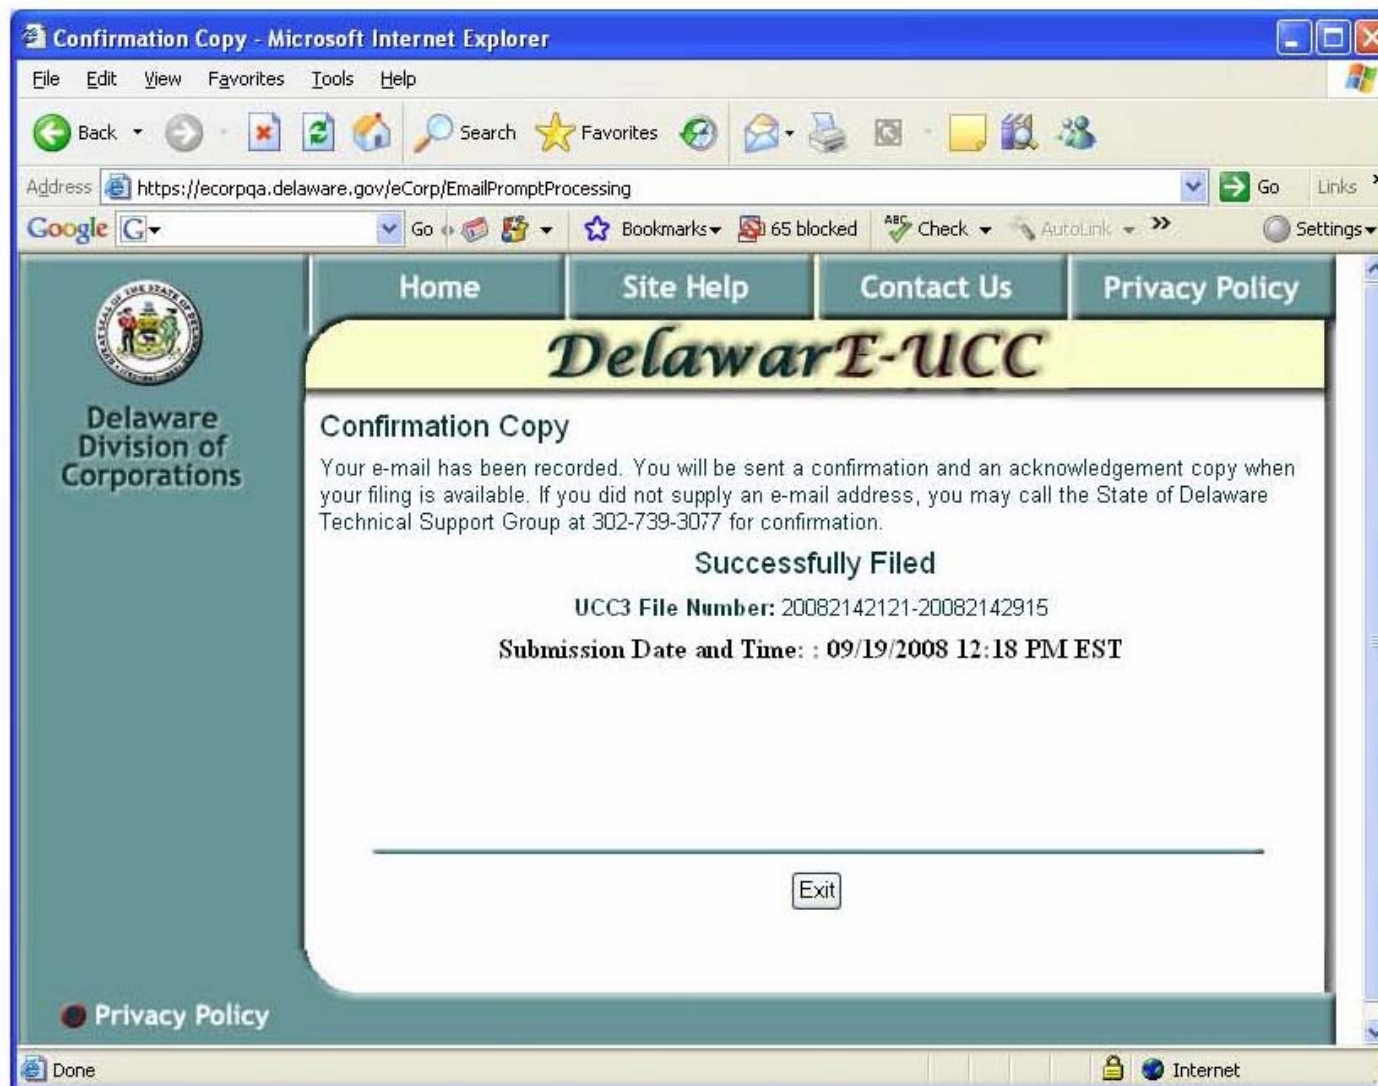 Confirmation Copy - Microsoft Internet Explorer
File Edit View Favorites Tools Help
Back Search Favorites
Address https://ecorpqa.delaware.gov/eCorp/EmailPromptProcessing Go Links »
Google G Go Bookmarks 65 blocked ABC Check AutoLink » Settings
Home Site Help Contact Us Privacy Policy
DelawarE-UCC
Delaware
Division of
Corporations
Confirmation Copy
Your e-mail has been recorded. You will be sent a confirmation and an acknowledgement copy when
your filing is available. If you did not supply an e-mail address, you may call the State of Delaware
Technical Support Group at 302-739-3077 for confirmation.
Successfully Filed
UCC3 File Number: 20082142121-20082142915
Submission Date and Time: : 09/19/2008 12:18 PM EST
Exit
Privacy Policy
Done Internet